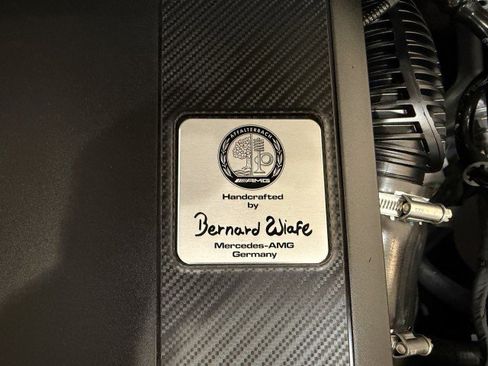 AFFALTERBACH
AMG
Handcrafted
by
Bernard Wiafe
Mercedes-AMG
Germany